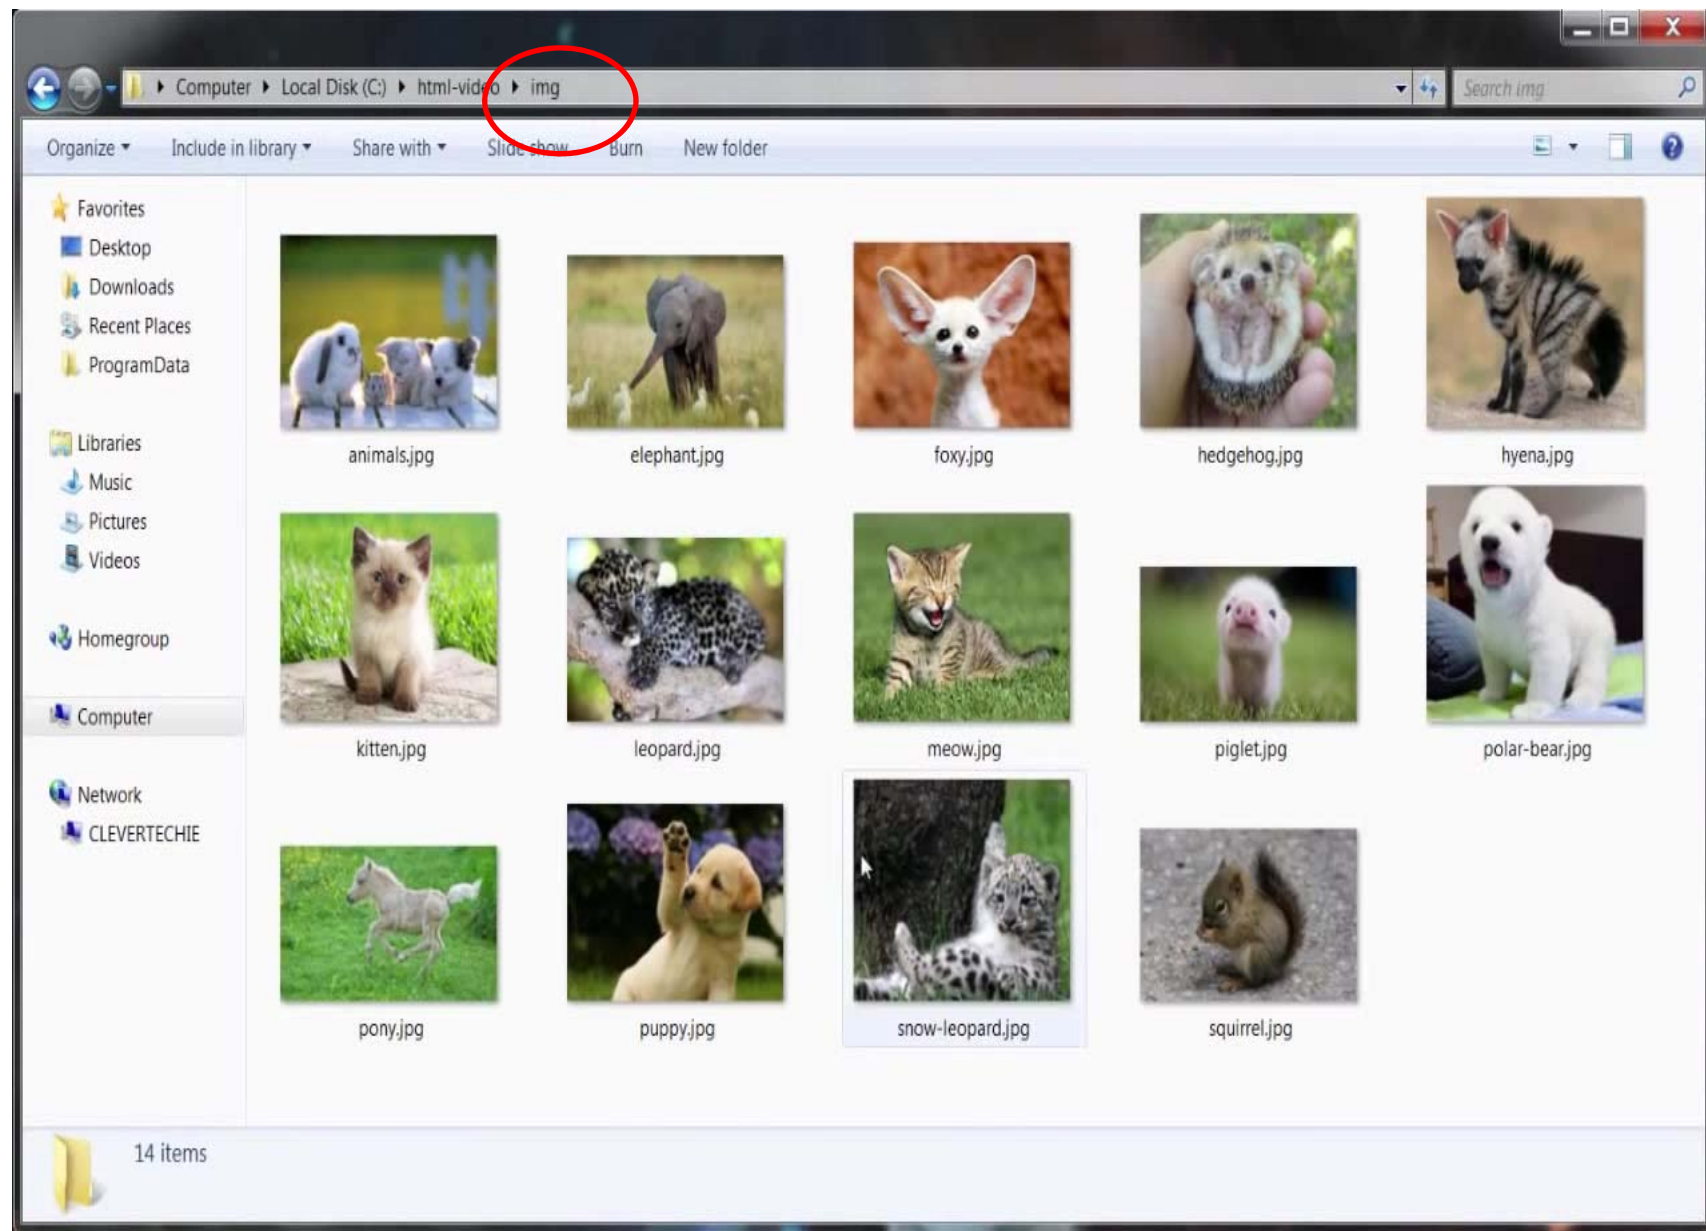 Computer ▸ Local Disk (C:) ▸ html-video ▸ img
Search img
Organize Include in library Share with Slide show Burn New folder
Favorites
Desktop
Downloads
Recent Places
ProgramData
Libraries
Music
Pictures
Videos
Homegroup
Computer
Network
CLEVERTECHIE
animals.jpg elephant.jpg foxy.jpg hedgehog.jpg hyena.jpg
kitten.jpg leopard.jpg meow.jpg piglet.jpg polar-bear.jpg
pony.jpg puppy.jpg snow-leopard.jpg squirrel.jpg
14 items